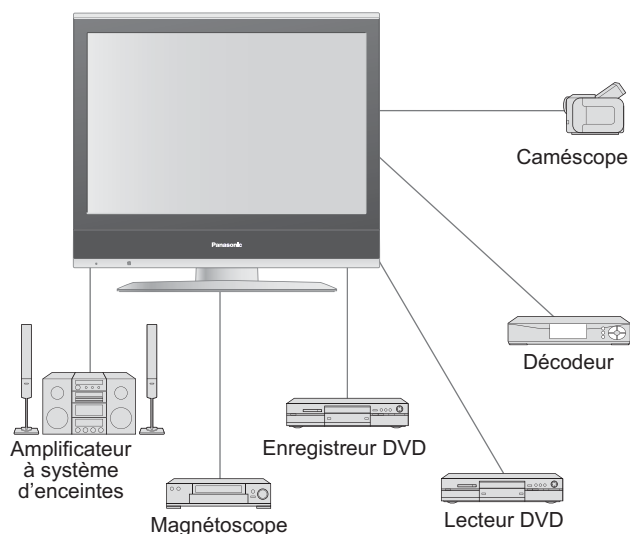 Panasonic
Caméscope
Décodeur
Amplificateur
à système
d'enceintes
Enregistreur DVD
Magnétoscope
Lecteur DVD